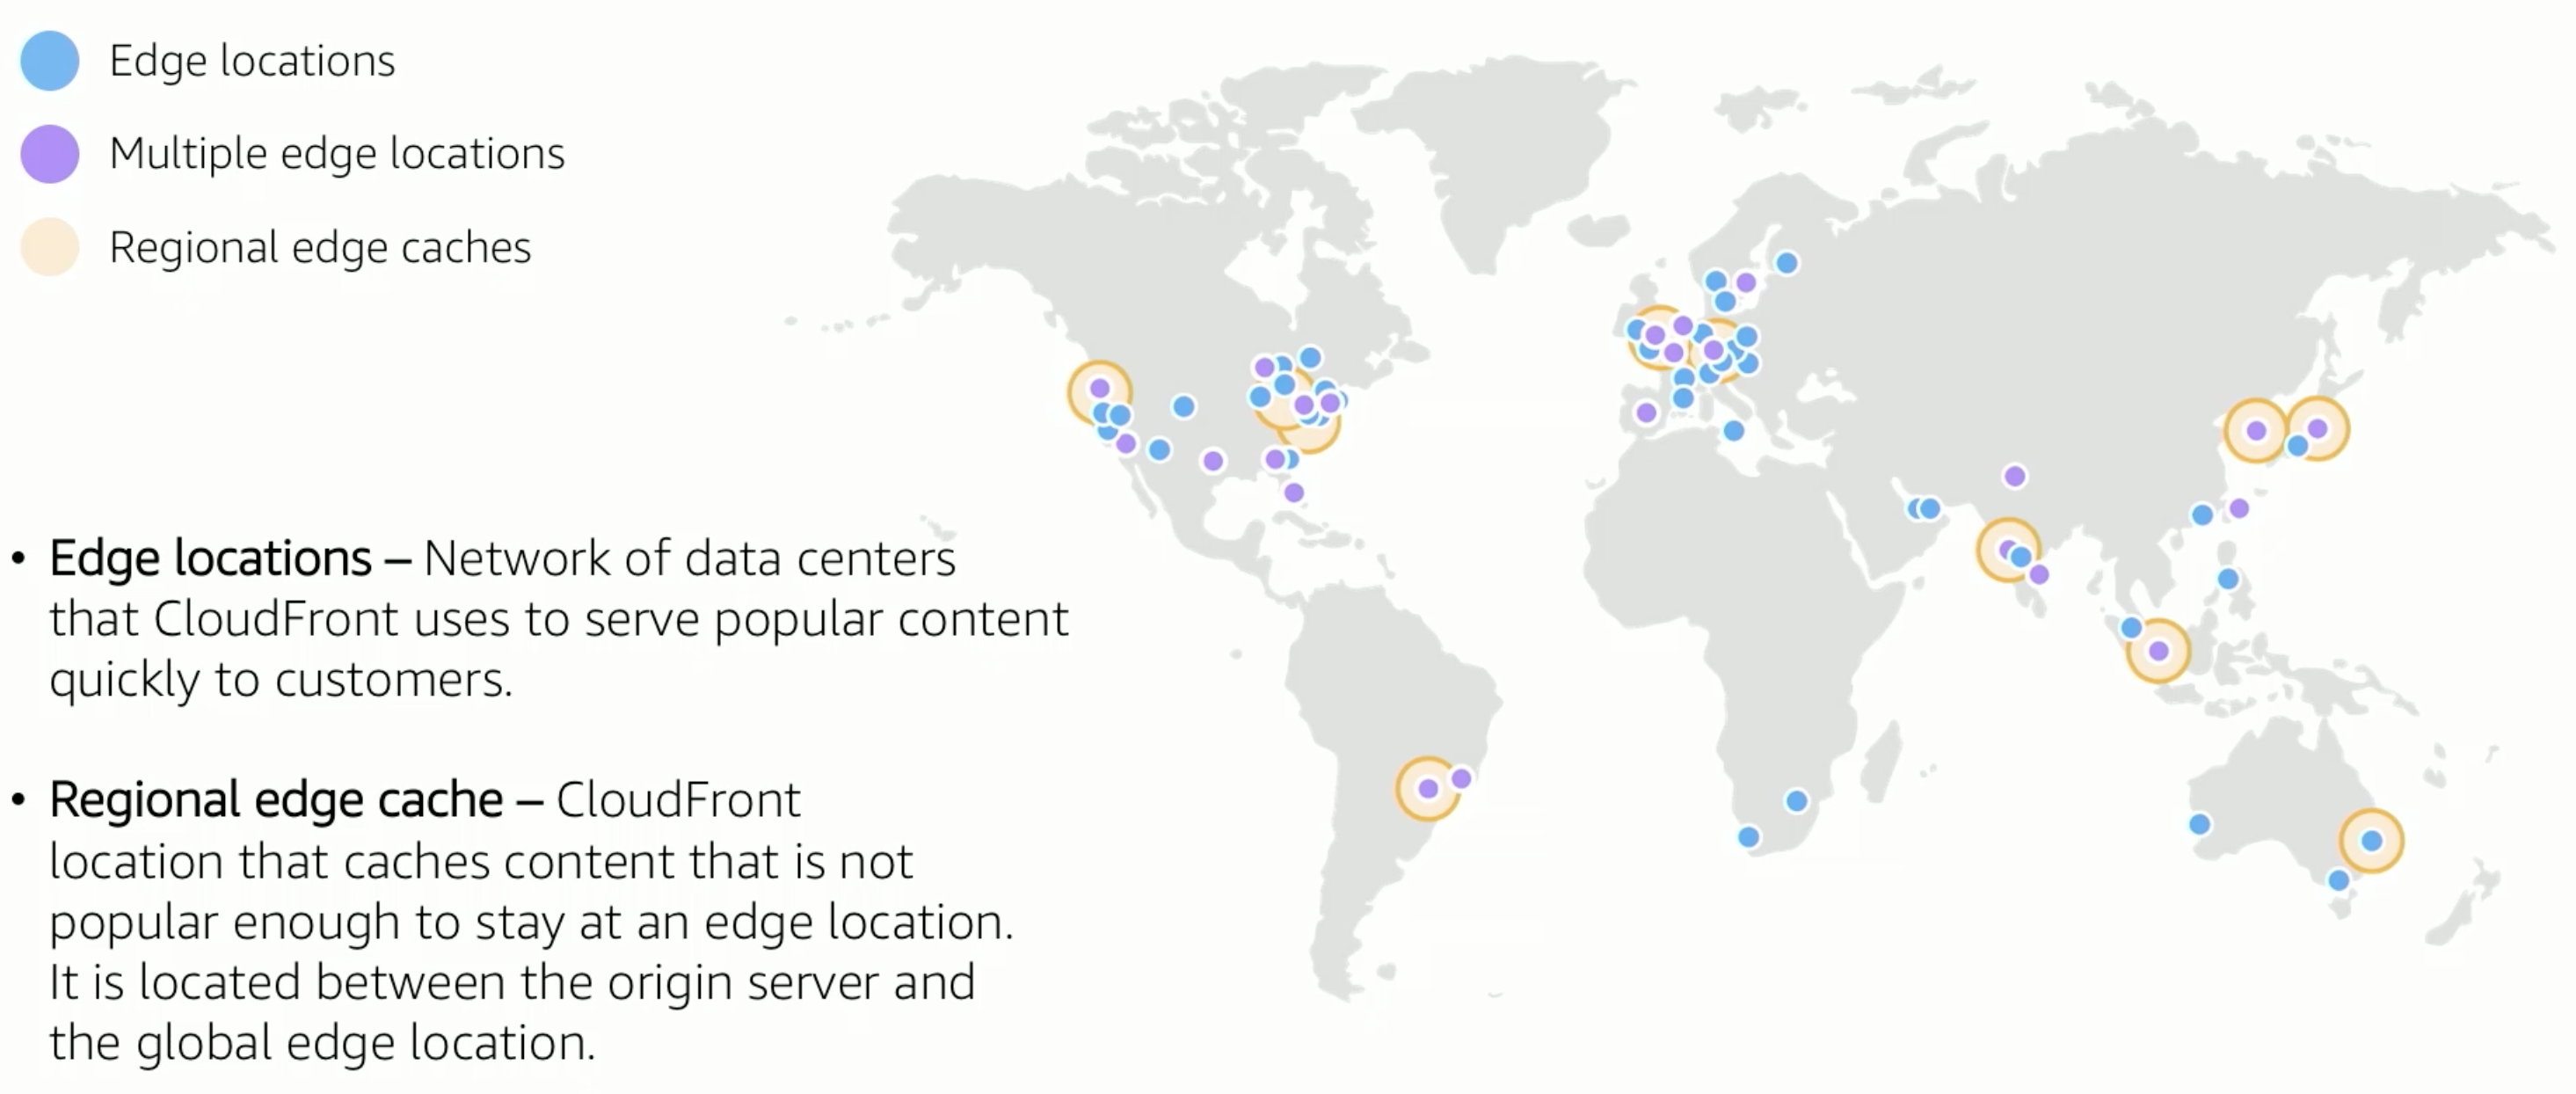 Edge locations
Multiple edge locations
Regional edge caches
• Edge locations – Network of data centers
that CloudFront uses to serve popular content
quickly to customers.
• Regional edge cache – CloudFront
location that caches content that is not
popular enough to stay at an edge location.
It is located between the origin server and
the global edge location.